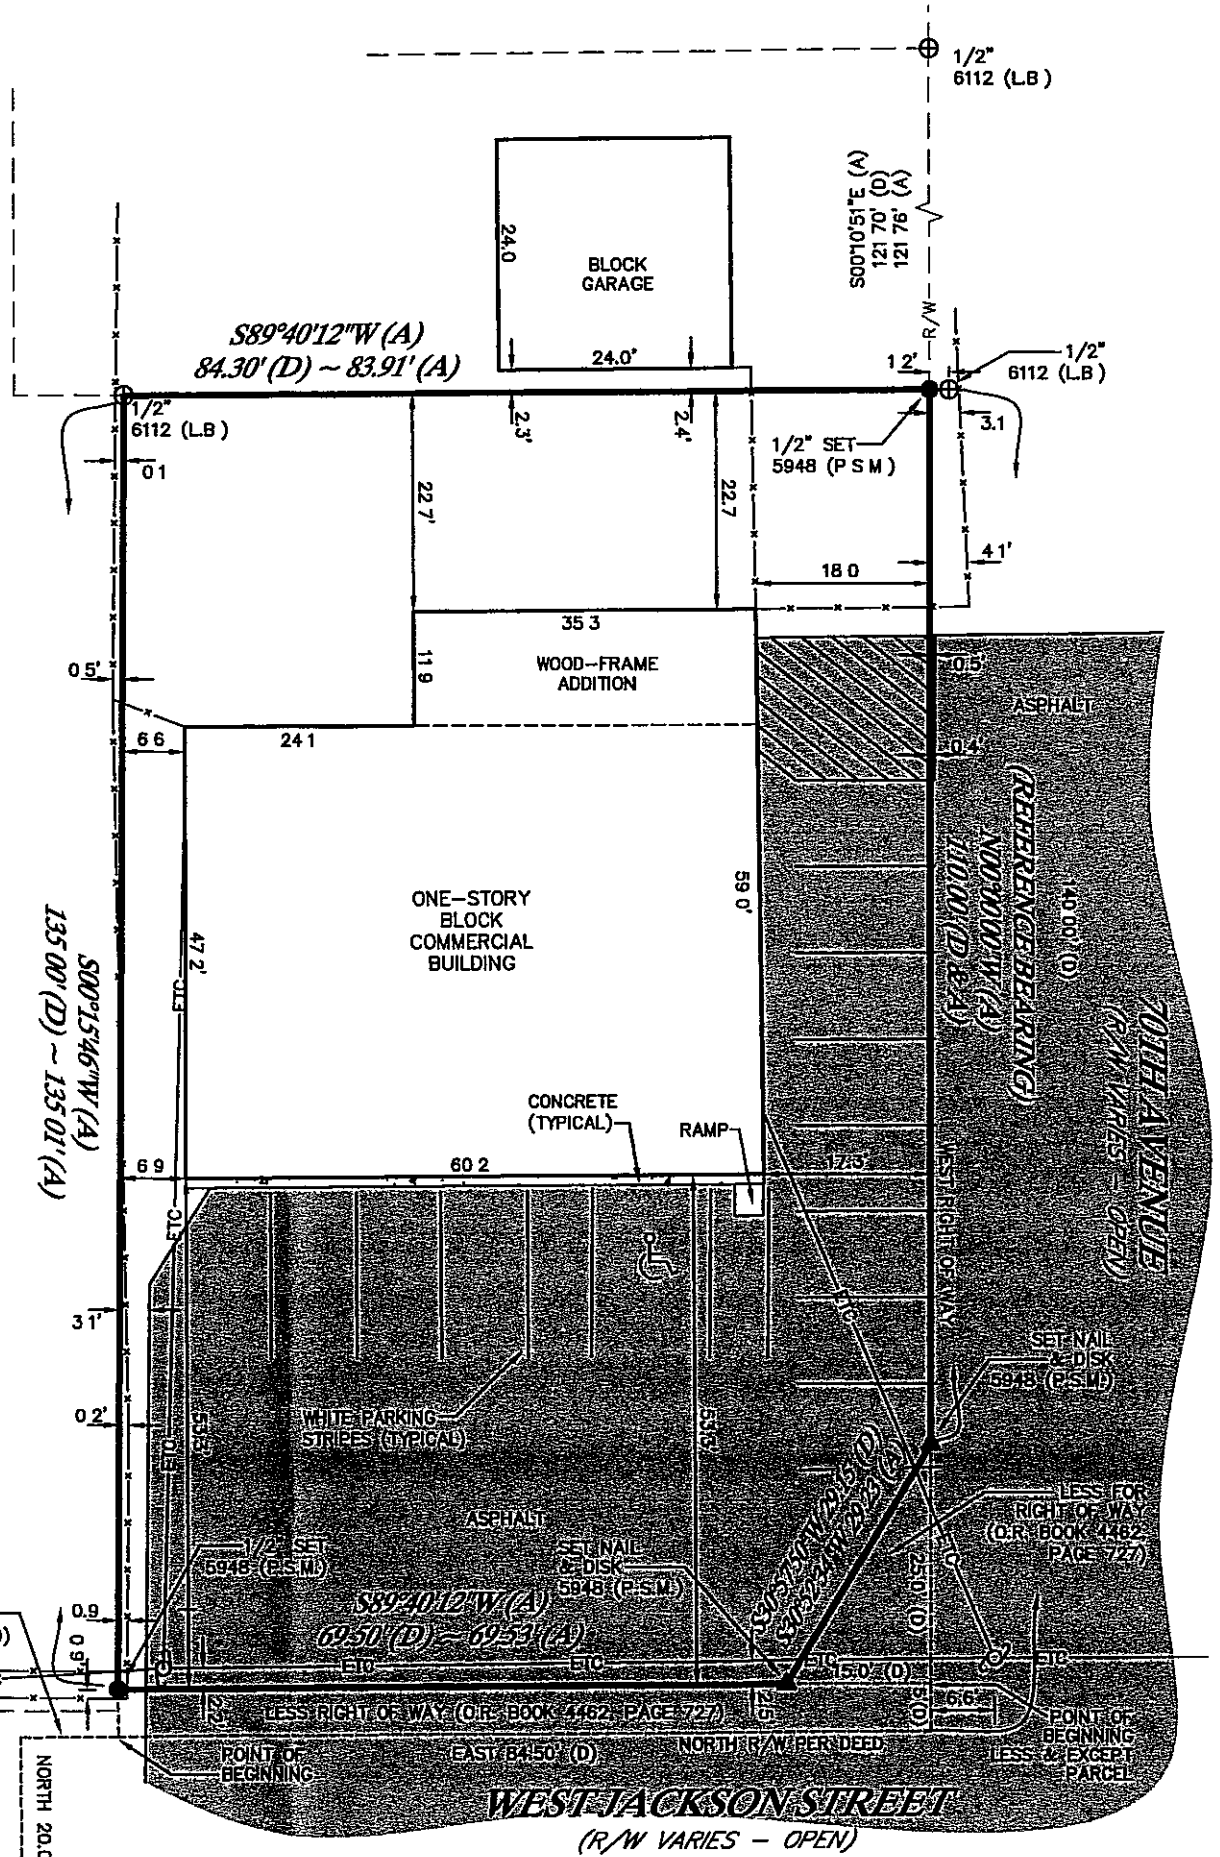 1/2"
6112 (L.B)
S00°10'51"E (A)
121 70' (D)
121 76' (A)
R/W
24.0
BLOCK
GARAGE
24.0'
S89°40'12"W (A)
84.30' (D) ~ 83.91' (A)
1 2'
1/2"
6112 (L.B)
1/2"
6112 (L.B)
2.3'
2.4'
1/2" SET
5948 (P S M)
3.1
0 1
22 7'
22.7
4 1'
18 0
35 3
11 9
WOOD-FRAME
ADDITION
0 5'
0.5'
ASPHALT
6 6
24 1
0.4'
140 00' (D)
(REFERENCE BEARING)
N00°00'00"W (A)
110.00' (D & A)
70TH AVENUE
(R/W VARIES - OPEN)
ONE-STORY
BLOCK
COMMERCIAL
BUILDING
59 0'
47 2'
ETC
S00°15'46"W (A)
135 00' (D) ~ 135 01' (A)
CONCRETE
(TYPICAL)
RAMP
6 9
60 2
17.3'
WEST RIGHT OF WAY
ETC
ETC
3 1'
SET NAIL
& DISK
5948 (P.S.M.)
0 2'
WHITE PARKING
STRIPES (TYPICAL)
ETC
ASPHALT
LESS FOR
RIGHT OF WAY
(O.R. BOOK 4462
PAGE 727)
ETC
25.0' (D)
1/2" SET
5948 (P.S.M.)
SET NAIL
& DISK
5948 (P.S.M.)
S89°40'12"W (A)
69.50' (D) ~ 69.53' (A)
0.9
0 9
ETC
ETC
ETC
ETC
15.0' (D)
2.2
2.5
5' (D)
6.6
LESS RIGHT OF WAY (O.R. BOOK 4462, PAGE 727)
POINT OF
BEGINNING
LESS & EXCEPT
PARCEL
NORTH R/W PER DEED
EAST 84.50' (D)
POINT OF
BEGINNING
WEST JACKSON STREET
(R/W VARIES - OPEN)